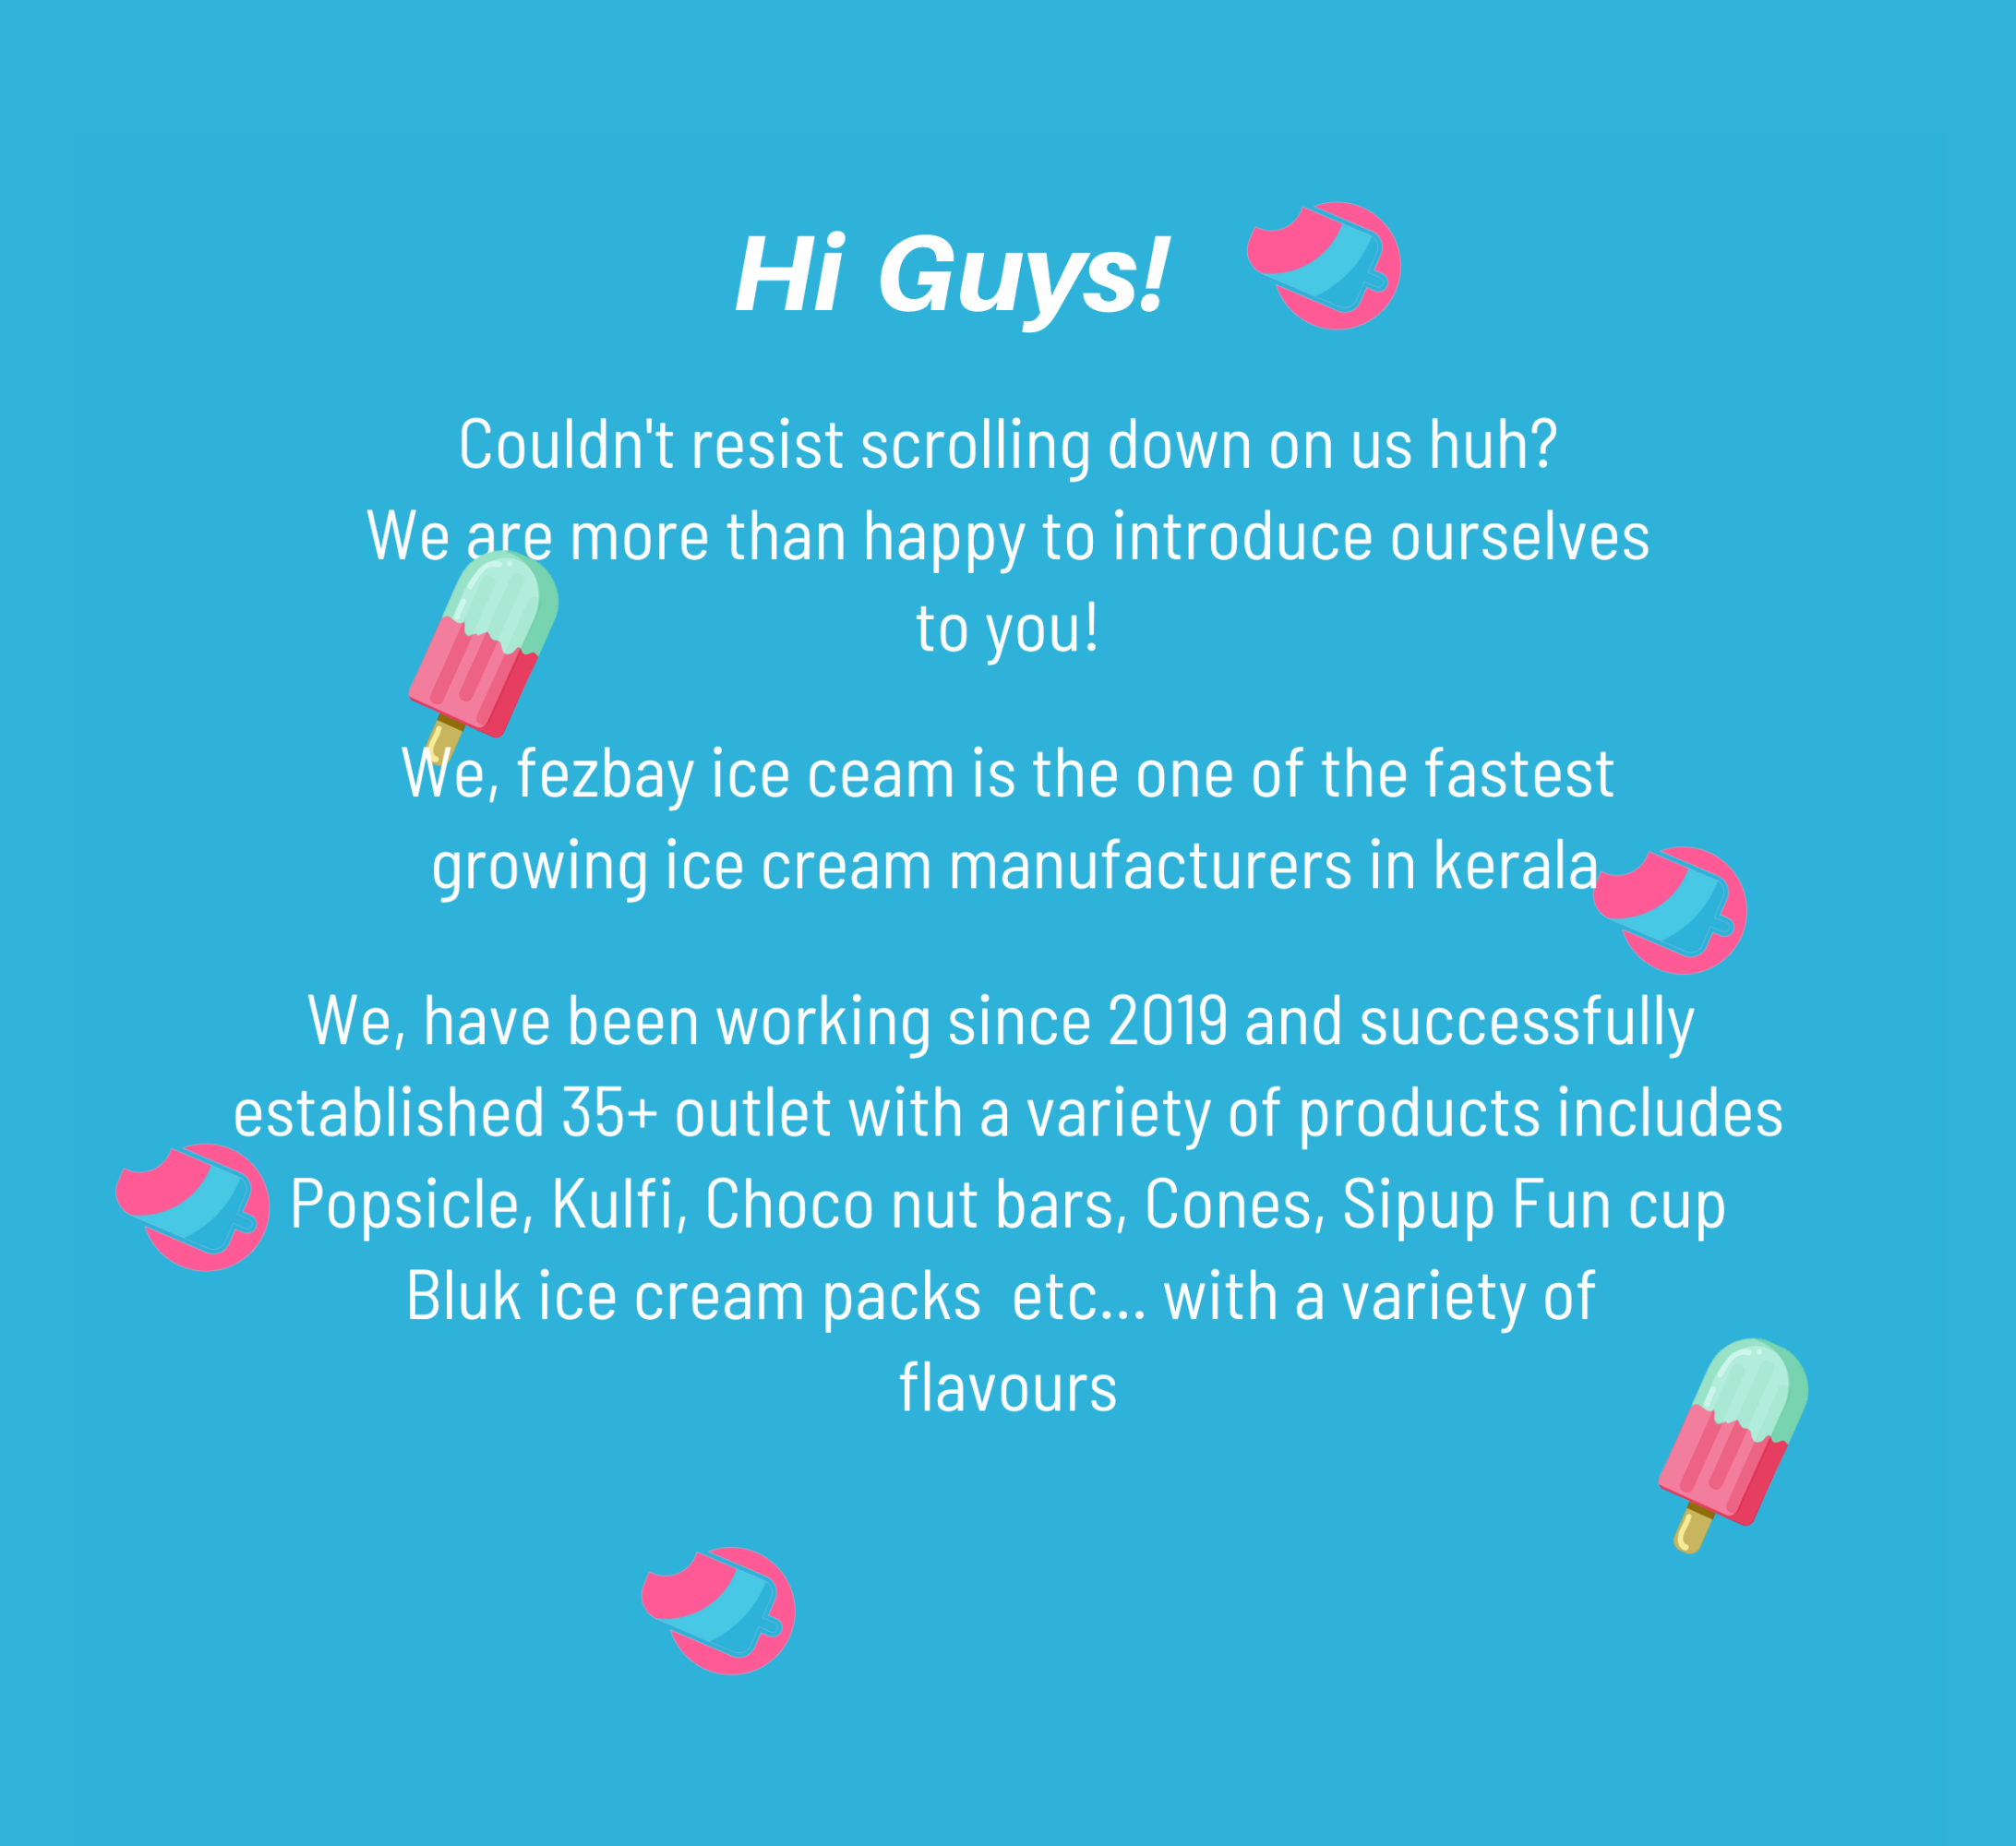 Hi Guys!
Couldn't resist scrolling down on us huh?
We are more than happy to introduce ourselves
to you!
We, fezbay ice ceam is the one of the fastest
growing ice cream manufacturers in kerala
We, have been working since 2019 and successfully
established 35+ outlet with a variety of products includes
Popsicle, Kulfi, Choco nut bars, Cones, Sipup Fun cup
Bluk ice cream packs  etc... with a variety of
flavours